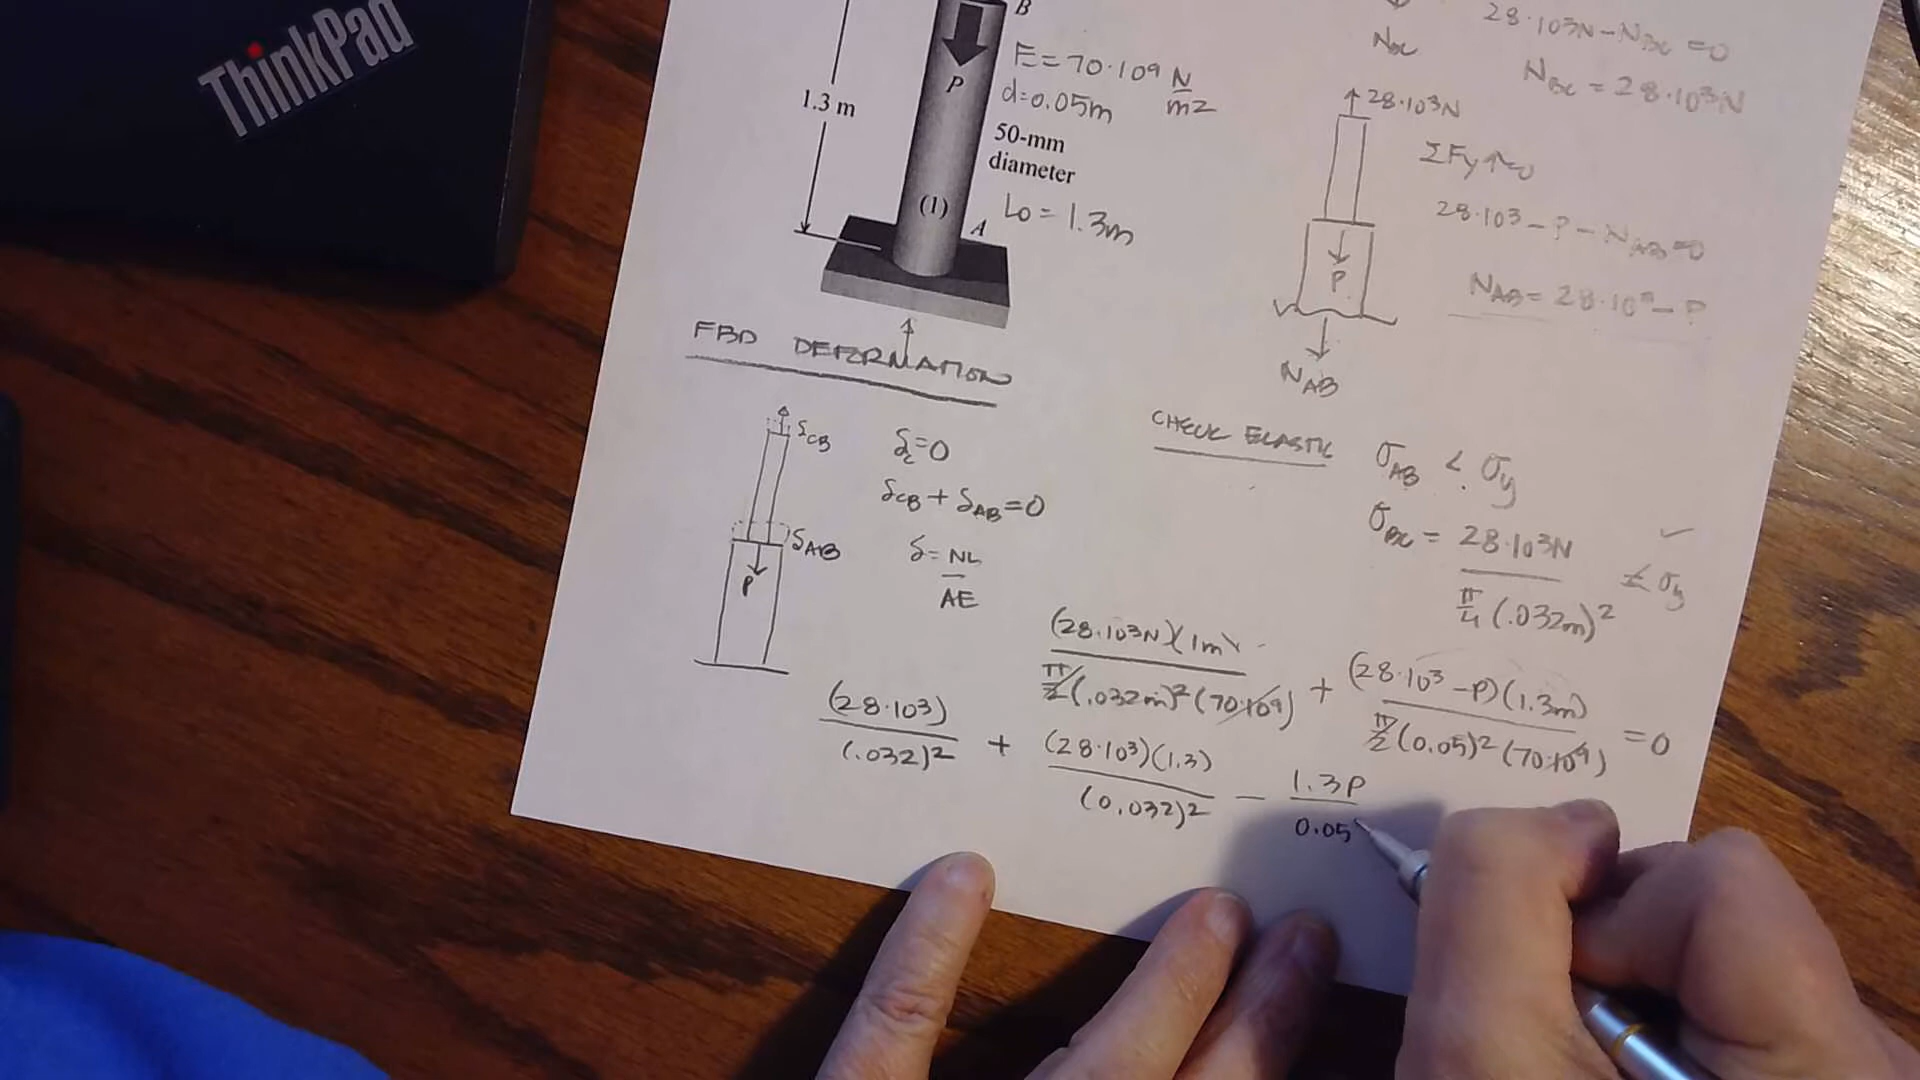 ThinkPad
B
P
1.3 m
E = 70·10⁹ N/m²
d=0.05m
50-mm
diameter
(1)
A
L₀ = 1.3m
N_BC
28·10³N - N_BC = 0
N_BC = 28·10³N
28·10³N
ΣFy↑=0
28·10³ - P - N_AB = 0
N_AB = 28·10³ - P
P
N_AB
FBD DEFORMATION
δ_CB
δ_AB
P
δ_C = 0
δ_CB + δ_AB = 0
δ = NL/AE
CHECK ELASTIC
σ_AB < σ_y
σ_BC = 28·10³N / π/4 (.032m)² ≤ σ_y ✓
(28·10³N)(1m) / π/2 (.032m)² (70·10⁹) + (28·10³ - P)(1.3m) / π/2 (0.05)² (70·10⁹) = 0
(28·10³) / (.032)² + (28·10³)(1.3) / (0.032)² - 1.3P / 0.05